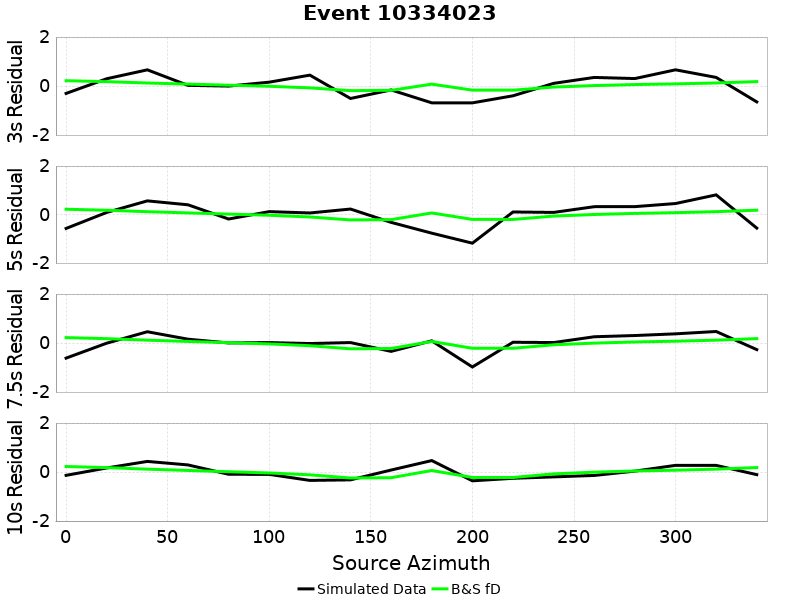 Event 10334023
3s Residual
2
0
-2
5s Residual
2
0
-2
7.5s Residual
2
0
-2
10s Residual
2
0
-2
0 50 100 150 200 250 300
Source Azimuth
Simulated Data B&S fD